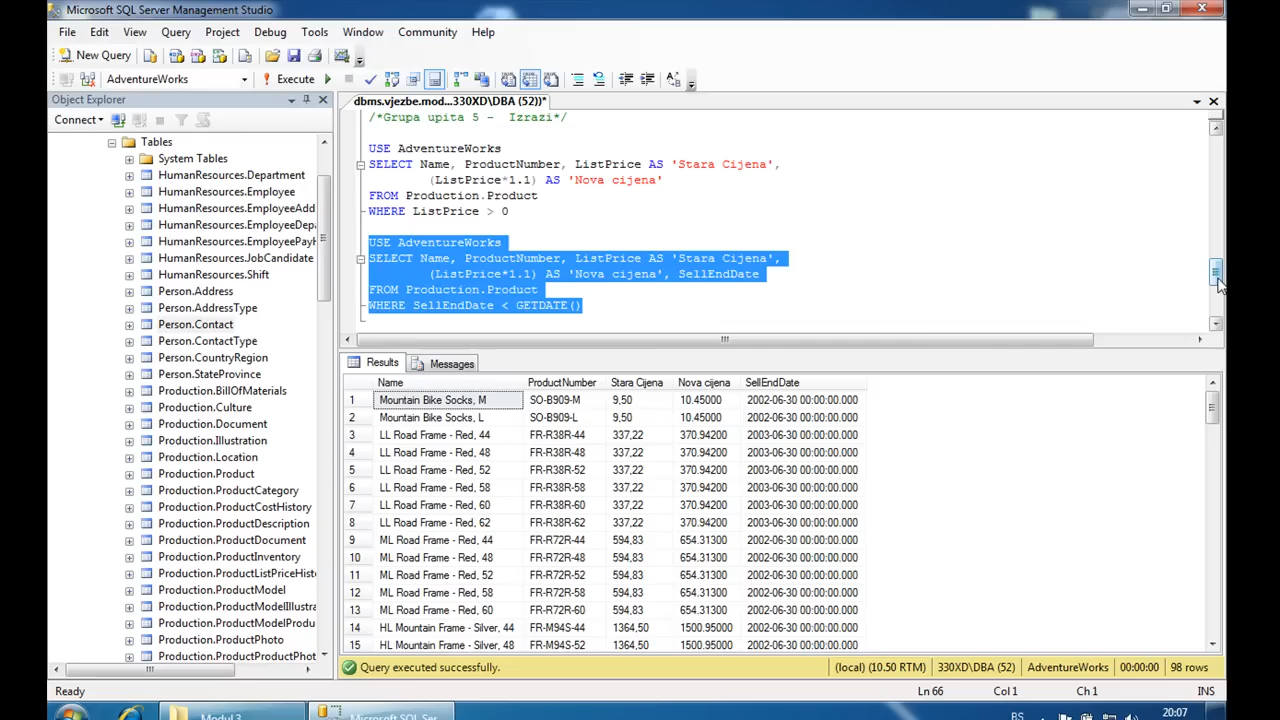 Microsoft SQL Server Management Studio
File Edit View Query Project Debug Tools Window Community Help
New Query
AdventureWorks Execute
Object Explorer
dbms.vjezbe.mod...330XD\DBA (52))*
Connect
Tables
System Tables
HumanResources.Department
HumanResources.Employee
HumanResources.EmployeeAdd
HumanResources.EmployeeDepa
HumanResources.EmployeePayH
HumanResources.JobCandidate
HumanResources.Shift
Person.Address
Person.AddressType
Person.Contact
Person.ContactType
Person.CountryRegion
Person.StateProvince
Production.BillOfMaterials
Production.Culture
Production.Document
Production.Illustration
Production.Location
Production.Product
Production.ProductCategory
Production.ProductCostHistory
Production.ProductDescription
Production.ProductDocument
Production.ProductInventory
Production.ProductListPriceHist
Production.ProductModel
Production.ProductModelIllustra
Production.ProductModelProdu
Production.ProductPhoto
Production.ProductProductPhot
/*Grupa upita 5 - Izrazi*/
USE AdventureWorks
SELECT Name, ProductNumber, ListPrice AS 'Stara Cijena',
(ListPrice*1.1) AS 'Nova cijena'
FROM Production.Product
WHERE ListPrice > 0
USE AdventureWorks
SELECT Name, ProductNumber, ListPrice AS 'Stara Cijena',
(ListPrice*1.1) AS 'Nova cijena', SellEndDate
FROM Production.Product
WHERE SellEndDate < GETDATE()
Results Messages
Name ProductNumber Stara Cijena Nova cijena SellEndDate
1 Mountain Bike Socks, M SO-B909-M 9,50 10.45000 2002-06-30 00:00:00.000
2 Mountain Bike Socks, L SO-B909-L 9,50 10.45000 2002-06-30 00:00:00.000
3 LL Road Frame - Red, 44 FR-R38R-44 337,22 370.94200 2003-06-30 00:00:00.000
4 LL Road Frame - Red, 48 FR-R38R-48 337,22 370.94200 2003-06-30 00:00:00.000
5 LL Road Frame - Red, 52 FR-R38R-52 337,22 370.94200 2003-06-30 00:00:00.000
6 LL Road Frame - Red, 58 FR-R38R-58 337,22 370.94200 2003-06-30 00:00:00.000
7 LL Road Frame - Red, 60 FR-R38R-60 337,22 370.94200 2003-06-30 00:00:00.000
8 LL Road Frame - Red, 62 FR-R38R-62 337,22 370.94200 2003-06-30 00:00:00.000
9 ML Road Frame - Red, 44 FR-R72R-44 594,83 654.31300 2002-06-30 00:00:00.000
10 ML Road Frame - Red, 48 FR-R72R-48 594,83 654.31300 2002-06-30 00:00:00.000
11 ML Road Frame - Red, 52 FR-R72R-52 594,83 654.31300 2002-06-30 00:00:00.000
12 ML Road Frame - Red, 58 FR-R72R-58 594,83 654.31300 2002-06-30 00:00:00.000
13 ML Road Frame - Red, 60 FR-R72R-60 594,83 654.31300 2002-06-30 00:00:00.000
14 HL Mountain Frame - Silver, 44 FR-M94S-44 1364,50 1500.95000 2002-06-30 00:00:00.000
15 HL Mountain Frame - Silver, 48 FR-M94S-52 1364,50 1500.95000 2002-06-30 00:00:00.000
Query executed successfully. (local) (10.50 RTM) 330XD\DBA (52) AdventureWorks 00:00:00 98 rows
Ready Ln 66 Col 1 Ch 1 INS
Modul 3 Microsoft SQL Ser... BS 20:07